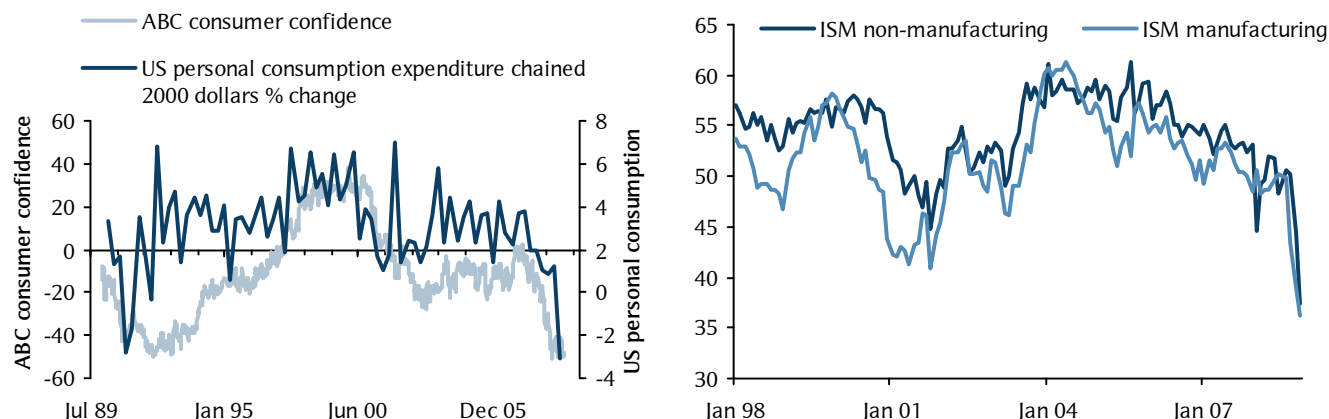 ABC consumer confidence
US personal consumption expenditure chained
2000 dollars % change
ABC consumer confidence
60
40
20
0
-20
-40
-60
8
6
4
2
0
-2
-4
US personal consumption
Jul 89
Jan 95
Jun 00
Dec 05
ISM non-manufacturing
ISM manufacturing
65
60
55
50
45
40
35
30
Jan 98
Jan 01
Jan 04
Jan 07